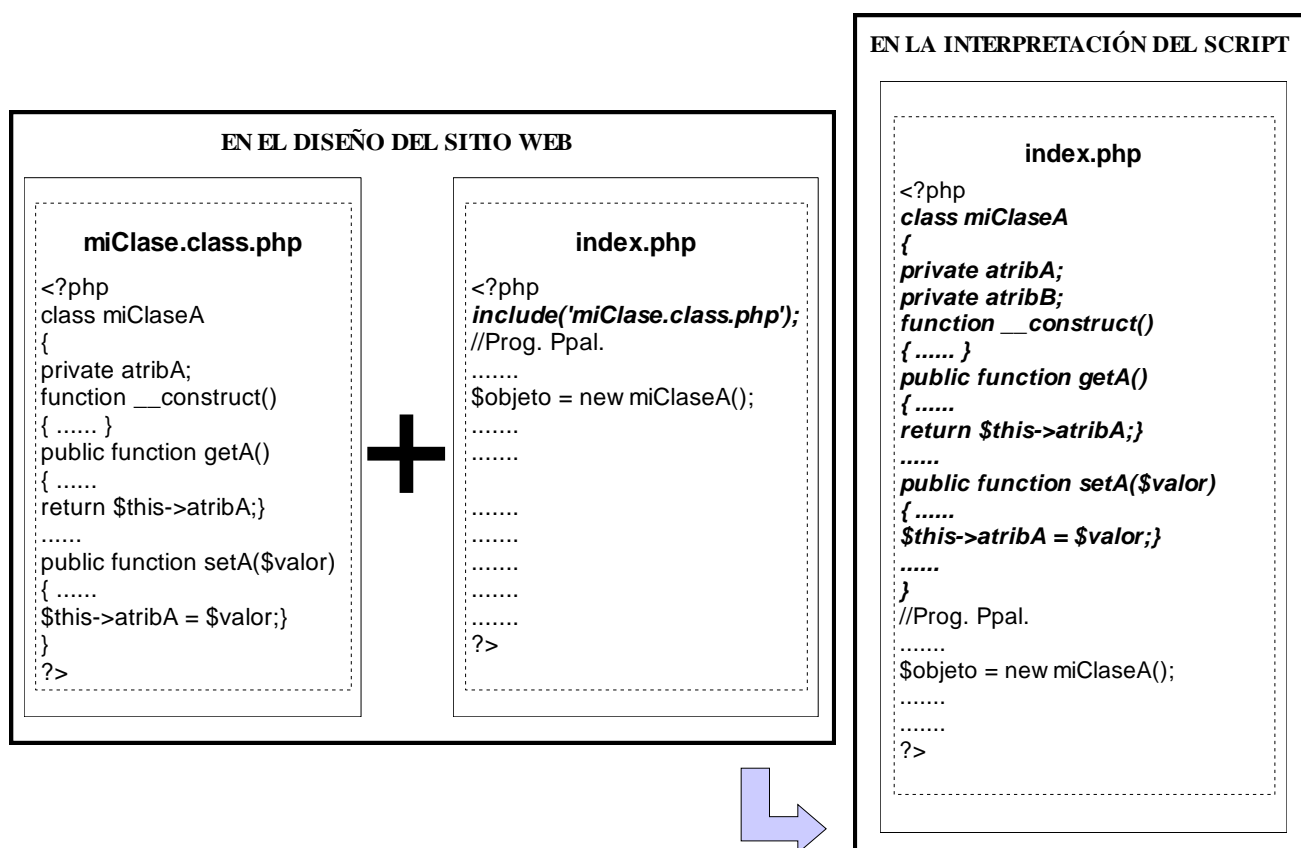 EN EL DISEÑO DEL SITIO WEB
miClase.class.php
<?php
class miClaseA
{
private atribA;
function __construct()
{ ...... }
public function getA()
{ ......
return $this->atribA;}
......
public function setA($valor)
{ ......
$this->atribA = $valor;}
}
?>
index.php
<?php
include('miClase.class.php');
//Prog. Ppal.
.......
$objeto = new miClaseA();
.......
.......
.......
.......
.......
.......
.......
?>
EN LA INTERPRETACIÓN DEL SCRIPT
index.php
<?php
class miClaseA
{
private atribA;
private atribB;
function __construct()
{ ...... }
public function getA()
{ ......
return $this->atribA;}
......
public function setA($valor)
{ ......
$this->atribA = $valor;}
......
}
//Prog. Ppal.
.......
$objeto = new miClaseA();
.......
.......
?>